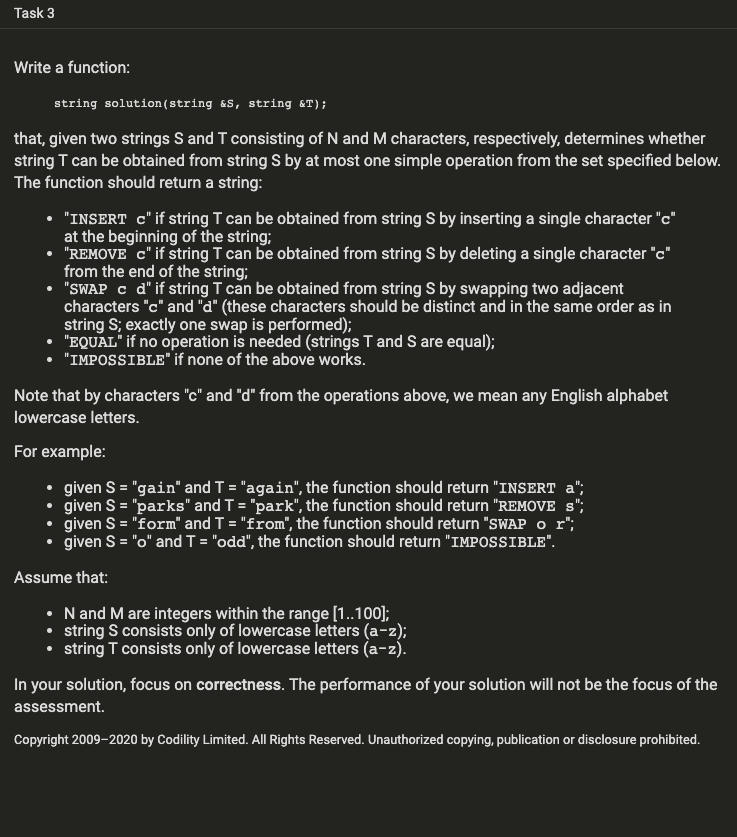 Task 3
Write a function:
string solution(string &S, string &T);
that, given two strings S and T consisting of N and M characters, respectively, determines whether
string T can be obtained from string S by at most one simple operation from the set specified below.
The function should return a string:
• "INSERT c" if string T can be obtained from string S by inserting a single character "c"
at the beginning of the string;
• "REMOVE c" if string T can be obtained from string S by deleting a single character "c"
from the end of the string;
• "SWAP c d" if string T can be obtained from string S by swapping two adjacent
characters "c" and "d" (these characters should be distinct and in the same order as in
string S; exactly one swap is performed);
• "EQUAL" if no operation is needed (strings T and S are equal);
• "IMPOSSIBLE" if none of the above works.
Note that by characters "c" and "d" from the operations above, we mean any English alphabet
lowercase letters.
For example:
• given S = "gain" and T = "again", the function should return "INSERT a";
• given S = "parks" and T = "park", the function should return "REMOVE s";
• given S = "form" and T = "from", the function should return "SWAP o r";
• given S = "o" and T = "odd", the function should return "IMPOSSIBLE".
Assume that:
• N and M are integers within the range [1..100];
• string S consists only of lowercase letters (a-z);
• string T consists only of lowercase letters (a-z).
In your solution, focus on correctness. The performance of your solution will not be the focus of the
assessment.
Copyright 2009–2020 by Codility Limited. All Rights Reserved. Unauthorized copying, publication or disclosure prohibited.